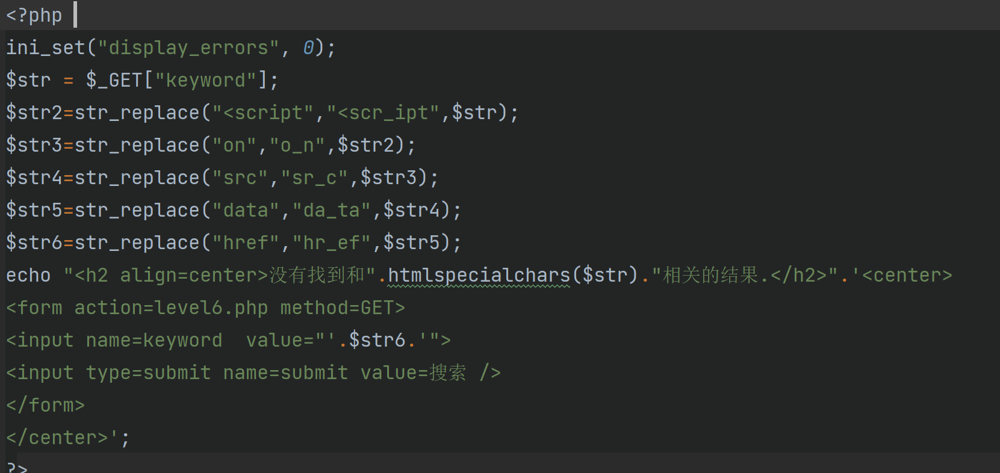 <?php
ini_set("display_errors", 0);
$str = $_GET["keyword"];
$str2=str_replace("<script","<scr_ipt",$str);
$str3=str_replace("on","o_n",$str2);
$str4=str_replace("src","sr_c",$str3);
$str5=str_replace("data","da_ta",$str4);
$str6=str_replace("href","hr_ef",$str5);
echo "<h2 align=center>没有找到和".htmlspecialchars($str)."相关的结果.</h2>".'<center>
<form action=level6.php method=GET>
<input name=keyword  value="'.$str6.'">
<input type=submit name=submit value=搜索 />
</form>
</center>';
?>